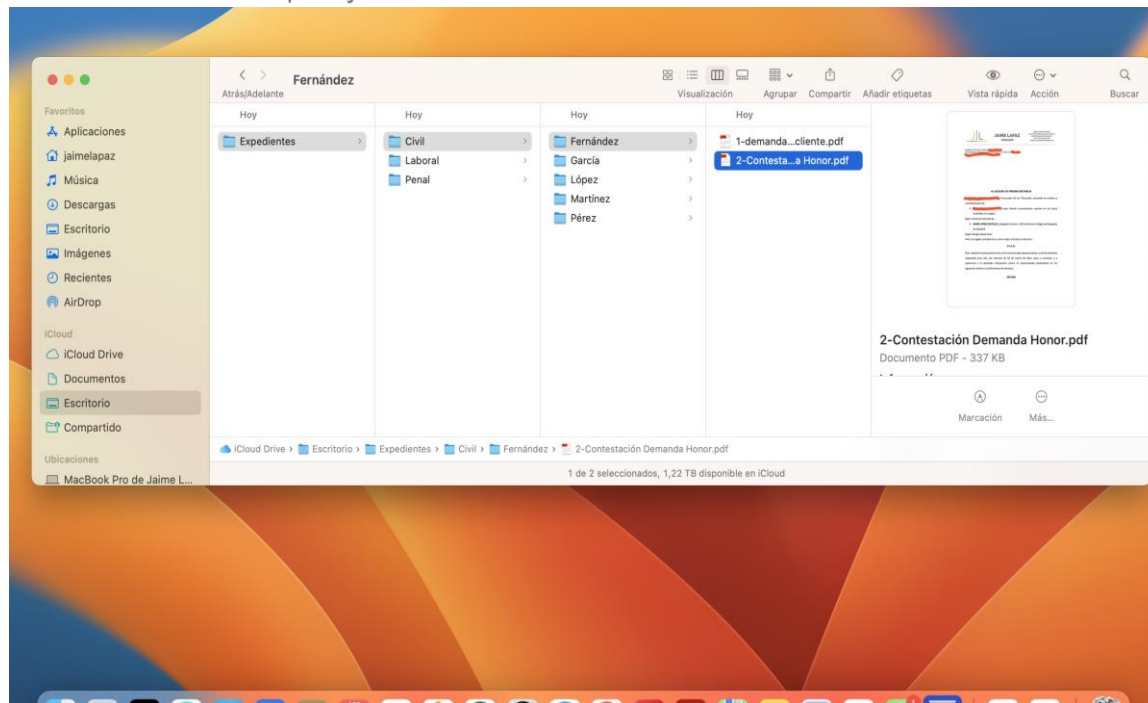 Fernández
Atrás/Adelante
Visualización
Agrupar
Compartir
Añadir etiquetas
Vista rápida
Acción
Buscar
Favoritos
Aplicaciones
jaimelapaz
Música
Descargas
Escritorio
Imágenes
Recientes
AirDrop
iCloud
iCloud Drive
Documentos
Escritorio
Compartido
Ubicaciones
MacBook Pro de Jaime L...
Hoy
Expedientes
Hoy
Civil
Laboral
Penal
Hoy
Fernández
García
López
Martínez
Pérez
Hoy
1-demanda...cliente.pdf
2-Contesta...a Honor.pdf
JAIME LAPAZ
2-Contestación Demanda Honor.pdf
Documento PDF - 337 KB
Marcación
Más...
iCloud Drive › Escritorio › Expedientes › Civil › Fernández › 2-Contestación Demanda Honor.pdf
1 de 2 seleccionados, 1,22 TB disponible en iCloud